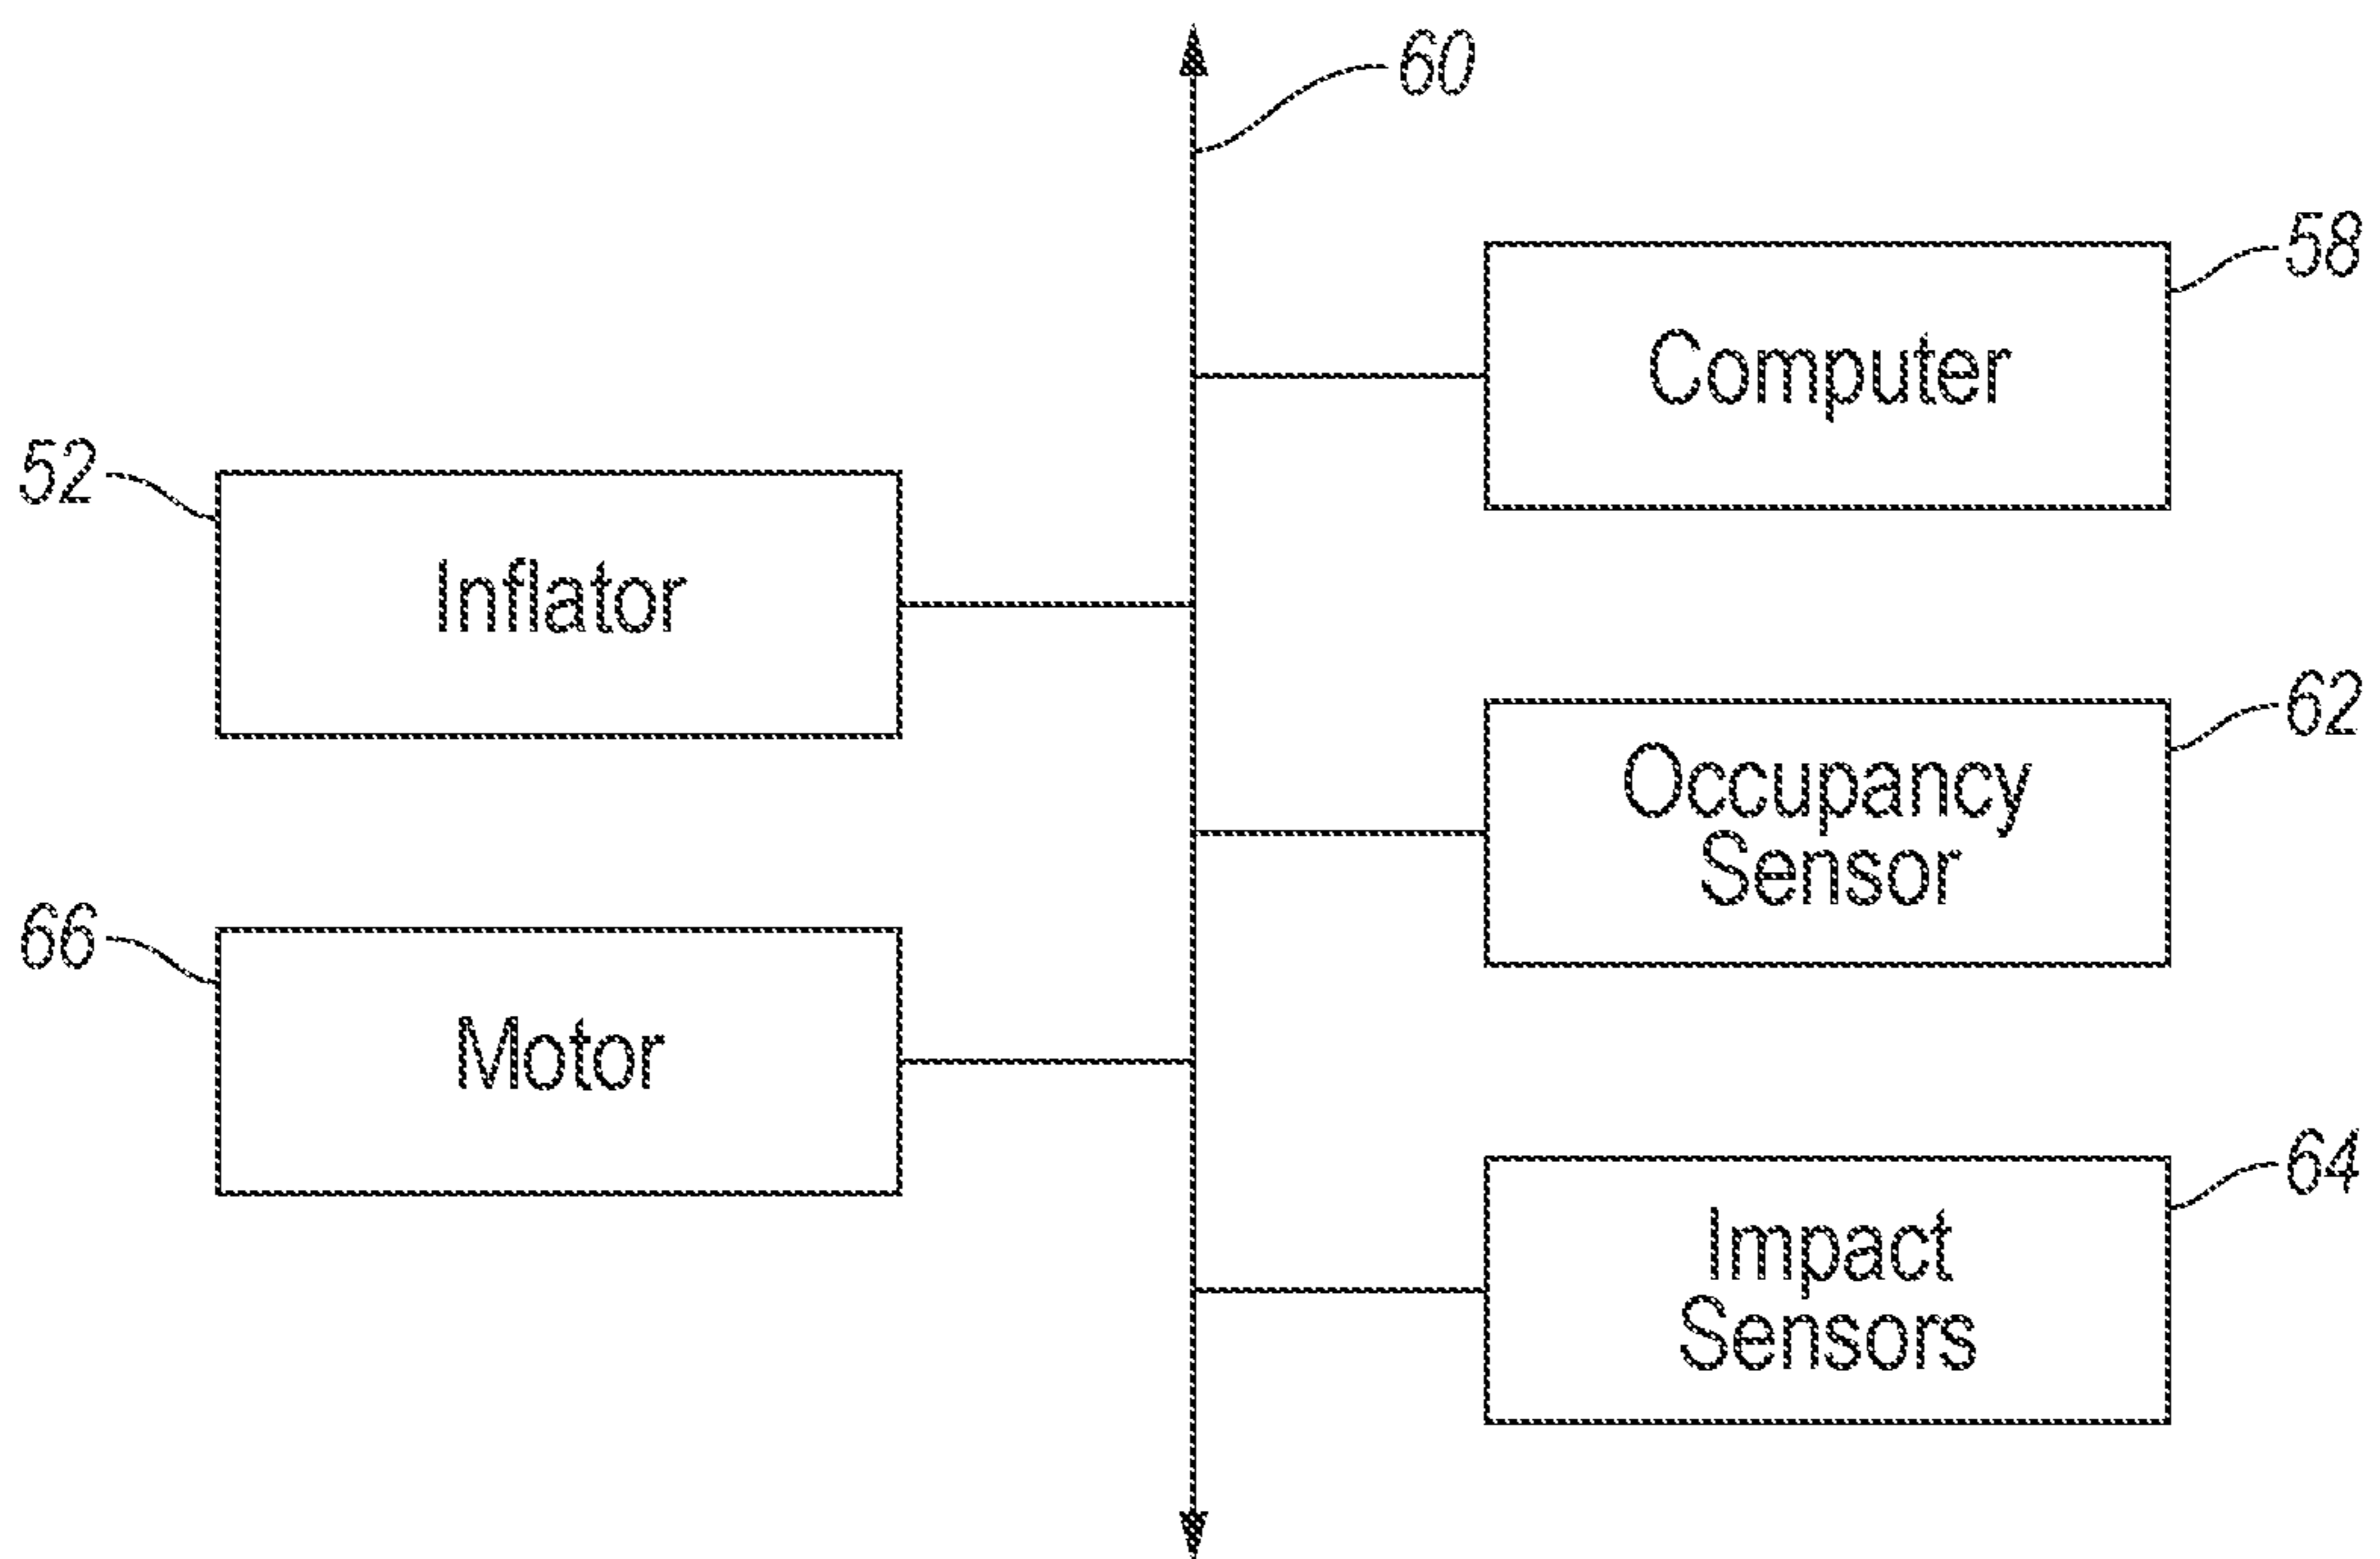 60
58
Computer
52
Inflator
62
Occupancy
Sensor
66
Motor
64
Impact
Sensors